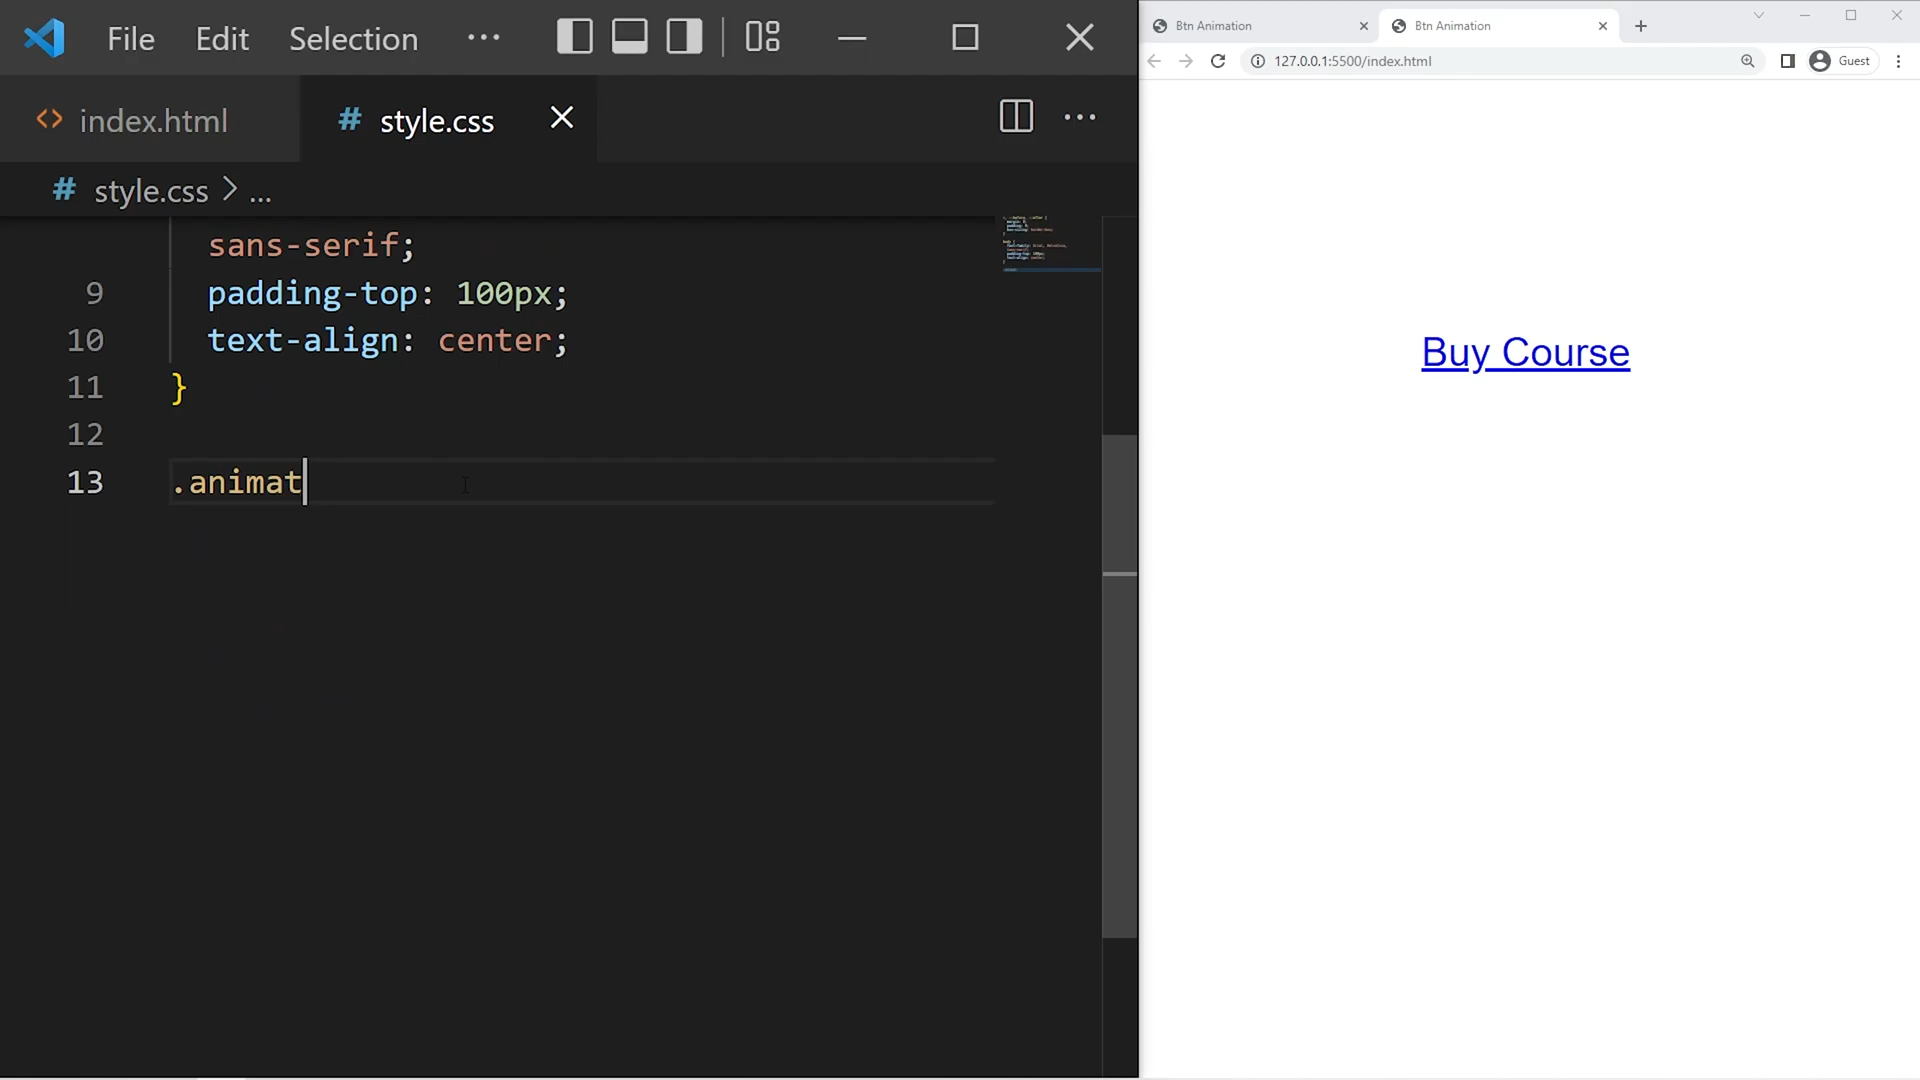 File Edit Selection ...
index.html style.css
style.css > ...
sans-serif;
9 padding-top: 100px;
10 text-align: center;
11 }
12
13 .animat
Btn Animation Btn Animation
127.0.0.1:5500/index.html Guest
Buy Course